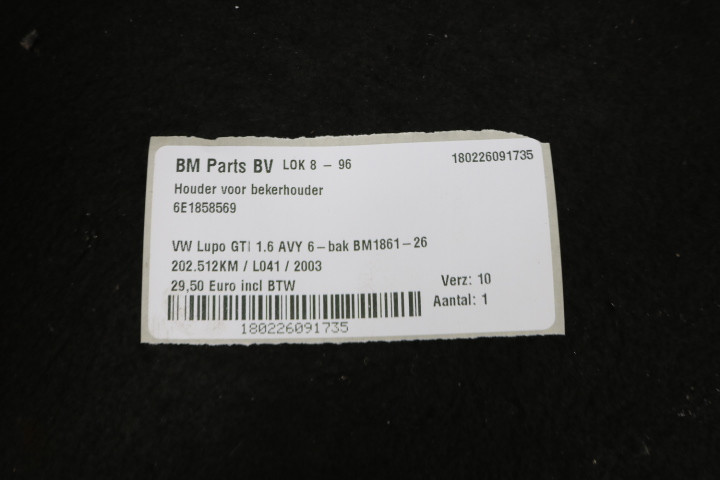 BM Parts BV LOK 8 - 96 180226091735
Houder voor bekerhouder
6E1858569
VW Lupo GTI 1.6 AVY 6-bak BM1861-26
202.512KM / L041 / 2003
29,50 Euro incl BTW Verz: 10
Aantal: 1
180226091735